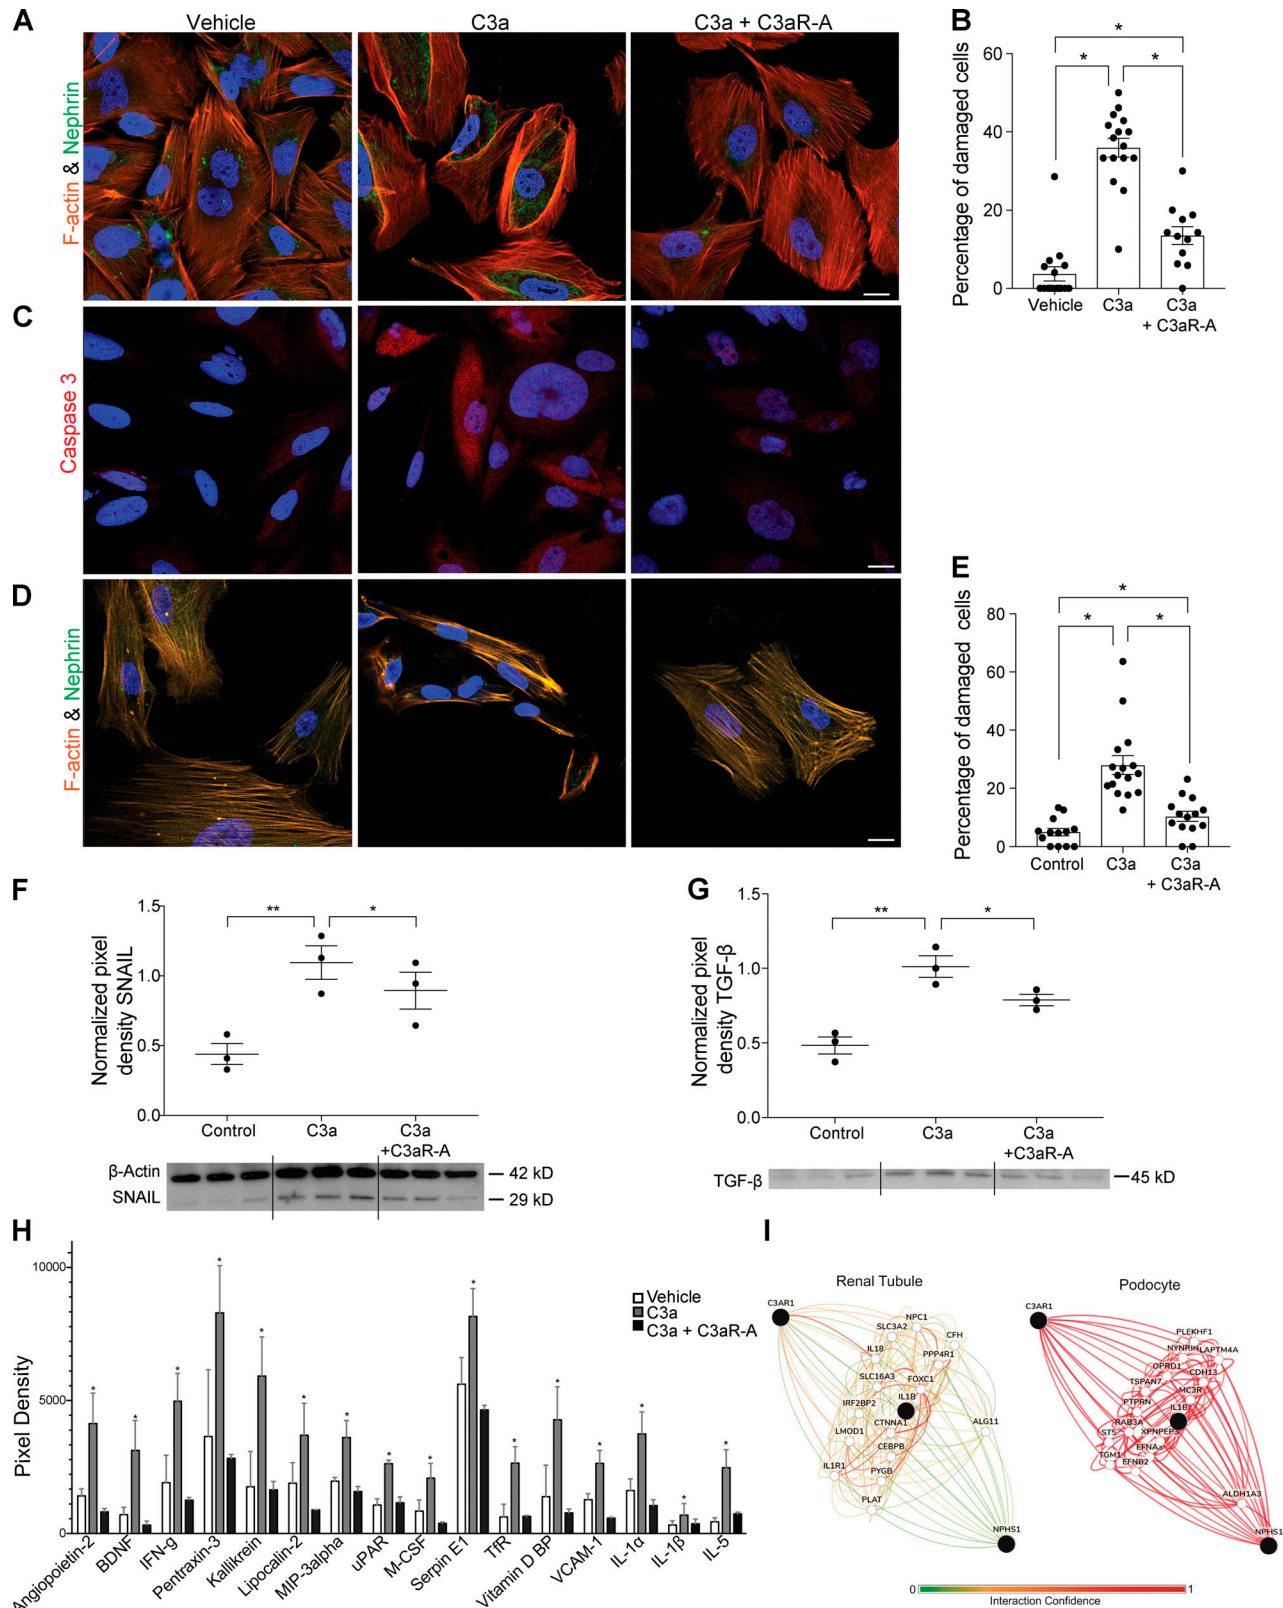 A
Vehicle
C3a
C3a + C3aR-A
F-actin & Nephrin
B
Percentage of damaged cells
60
40
20
0
Vehicle
C3a
C3a
+ C3aR-A
*
*
*
C
Caspase 3
D
F-actin & Nephrin
E
Percentage of damaged cells
80
60
40
20
0
Control
C3a
C3a
+ C3aR-A
*
*
*
F
Normalized pixel
density SNAIL
1.5
1.0
0.5
0.0
**
*
Control
C3a
C3a
+C3aR-A
β-Actin
42 kD
SNAIL
29 kD
G
Normalized pixel
density TGF-β
1.5
1.0
0.5
0.0
**
*
Control
C3a
C3a
+C3aR-A
TGF-β
45 kD
H
Pixel Density
10000
5000
0
Vehicle
C3a
C3a + C3aR-A
* * * * * * * * * * * * * * * *
Angiopoietin-2
BDNF
IFN-g
Pentraxin-3
Kallikrein
Lipocalin-2
MIP-3alpha
uPAR
M-CSF
Serpin E1
TfR
Vitamin D BP
VCAM-1
IL-1α
IL-1β
IL-5
I
Renal Tubule
C3AR1
NPC1
SLC3A2
CFH
IL18
PPP4R1
SLC16A3
FOXC1
IL1B
IRF2BP2
CTNNA1
ALG11
LMOD1
CEBPB
IL1R1
PYGB
PLAT
NPHS1
Podocyte
C3AR1
PLEKHF1
NYNRIN
LAPTM4A
OPRD1
CDH13
TSPAN7
MC3R
PTPRN
IL1B
RAB3A
ST5
XPNPEP3
EFNA3
TGM1
EFNB2
ALDH1A3
NPHS1
0
1
Interaction Confidence